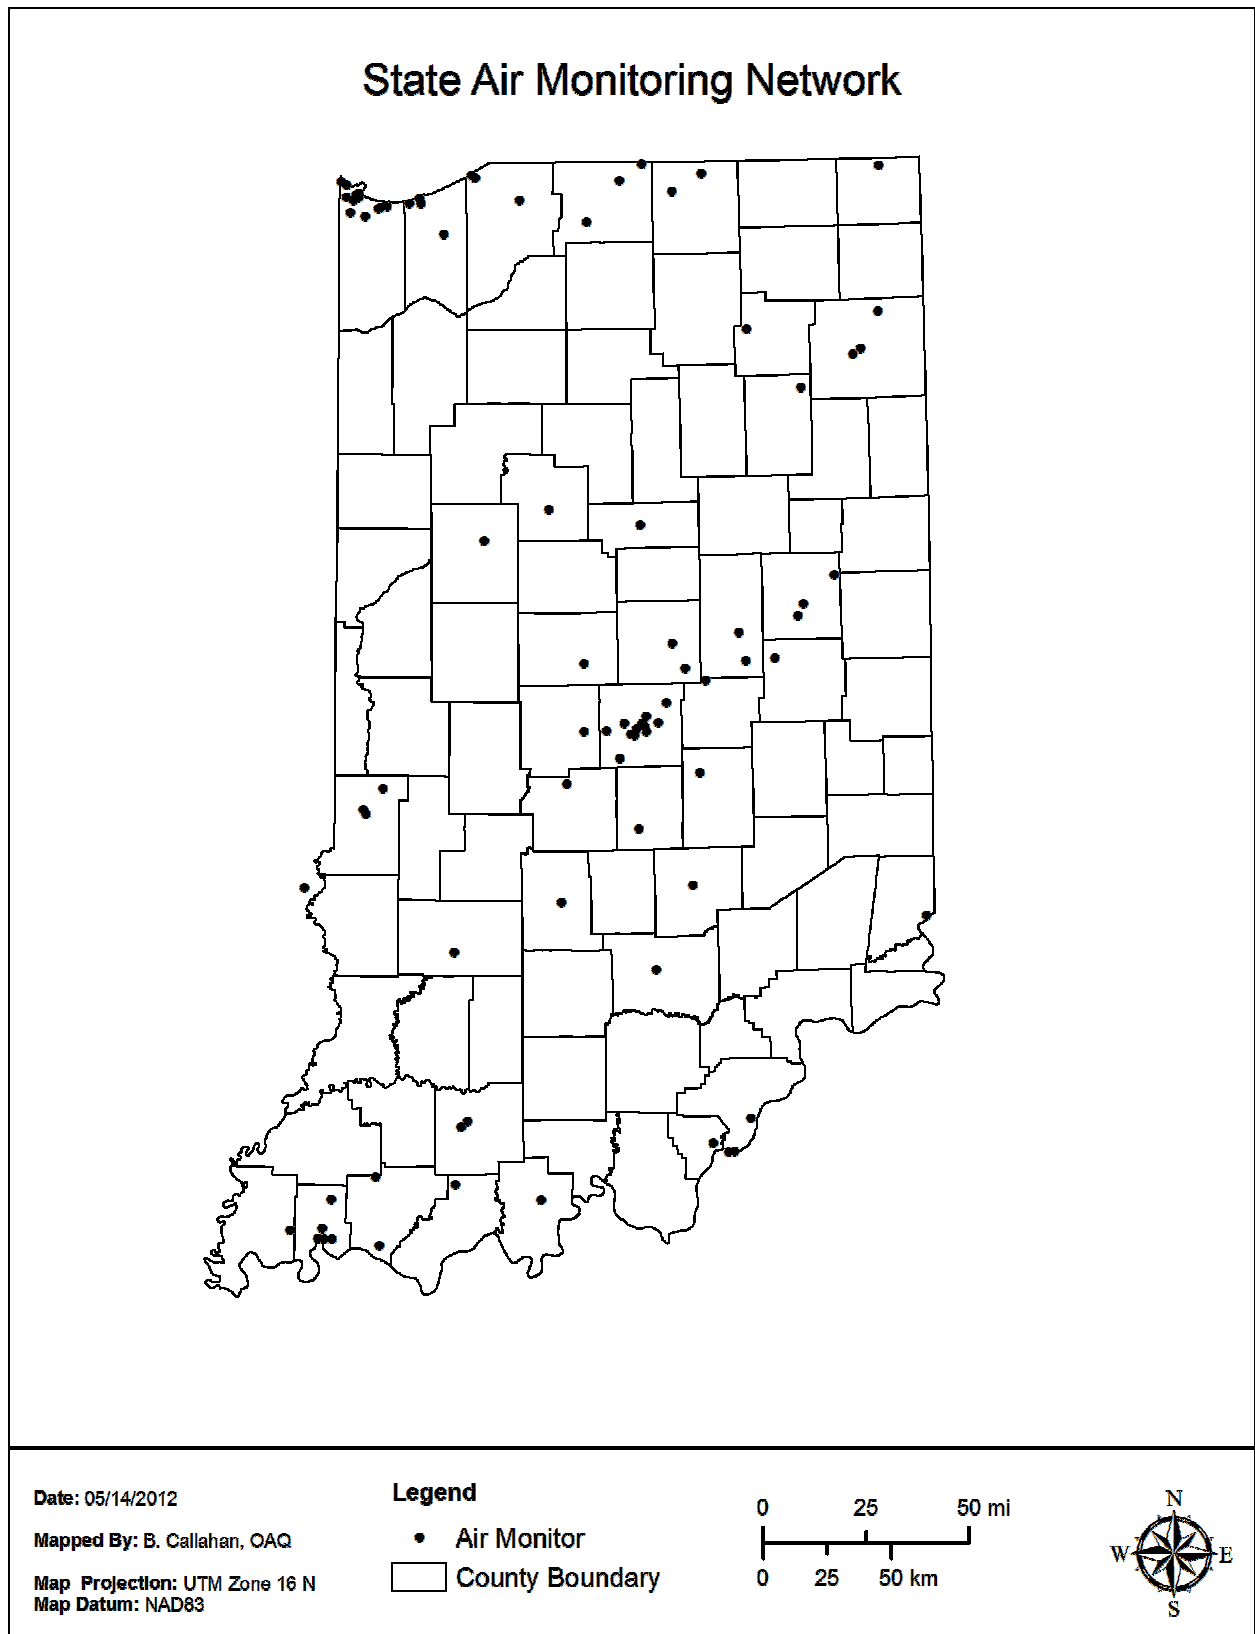 State Air Monitoring Network
Date: 05/14/2012
Mapped By: B. Callahan, OAQ
Map Projection: UTM Zone 16 N
Map Datum: NAD83
Legend
Air Monitor
County Boundary
0 25 50 mi
0 25 50 km
N
W E
S